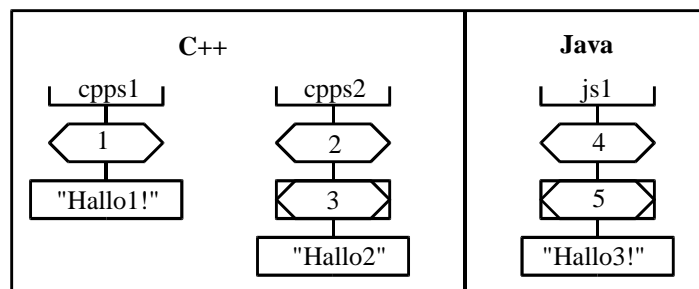 C++
Java
cpps1
cpps2
js1
1
2
4
"Hallo1!"
3
5
"Hallo2"
"Hallo3!"